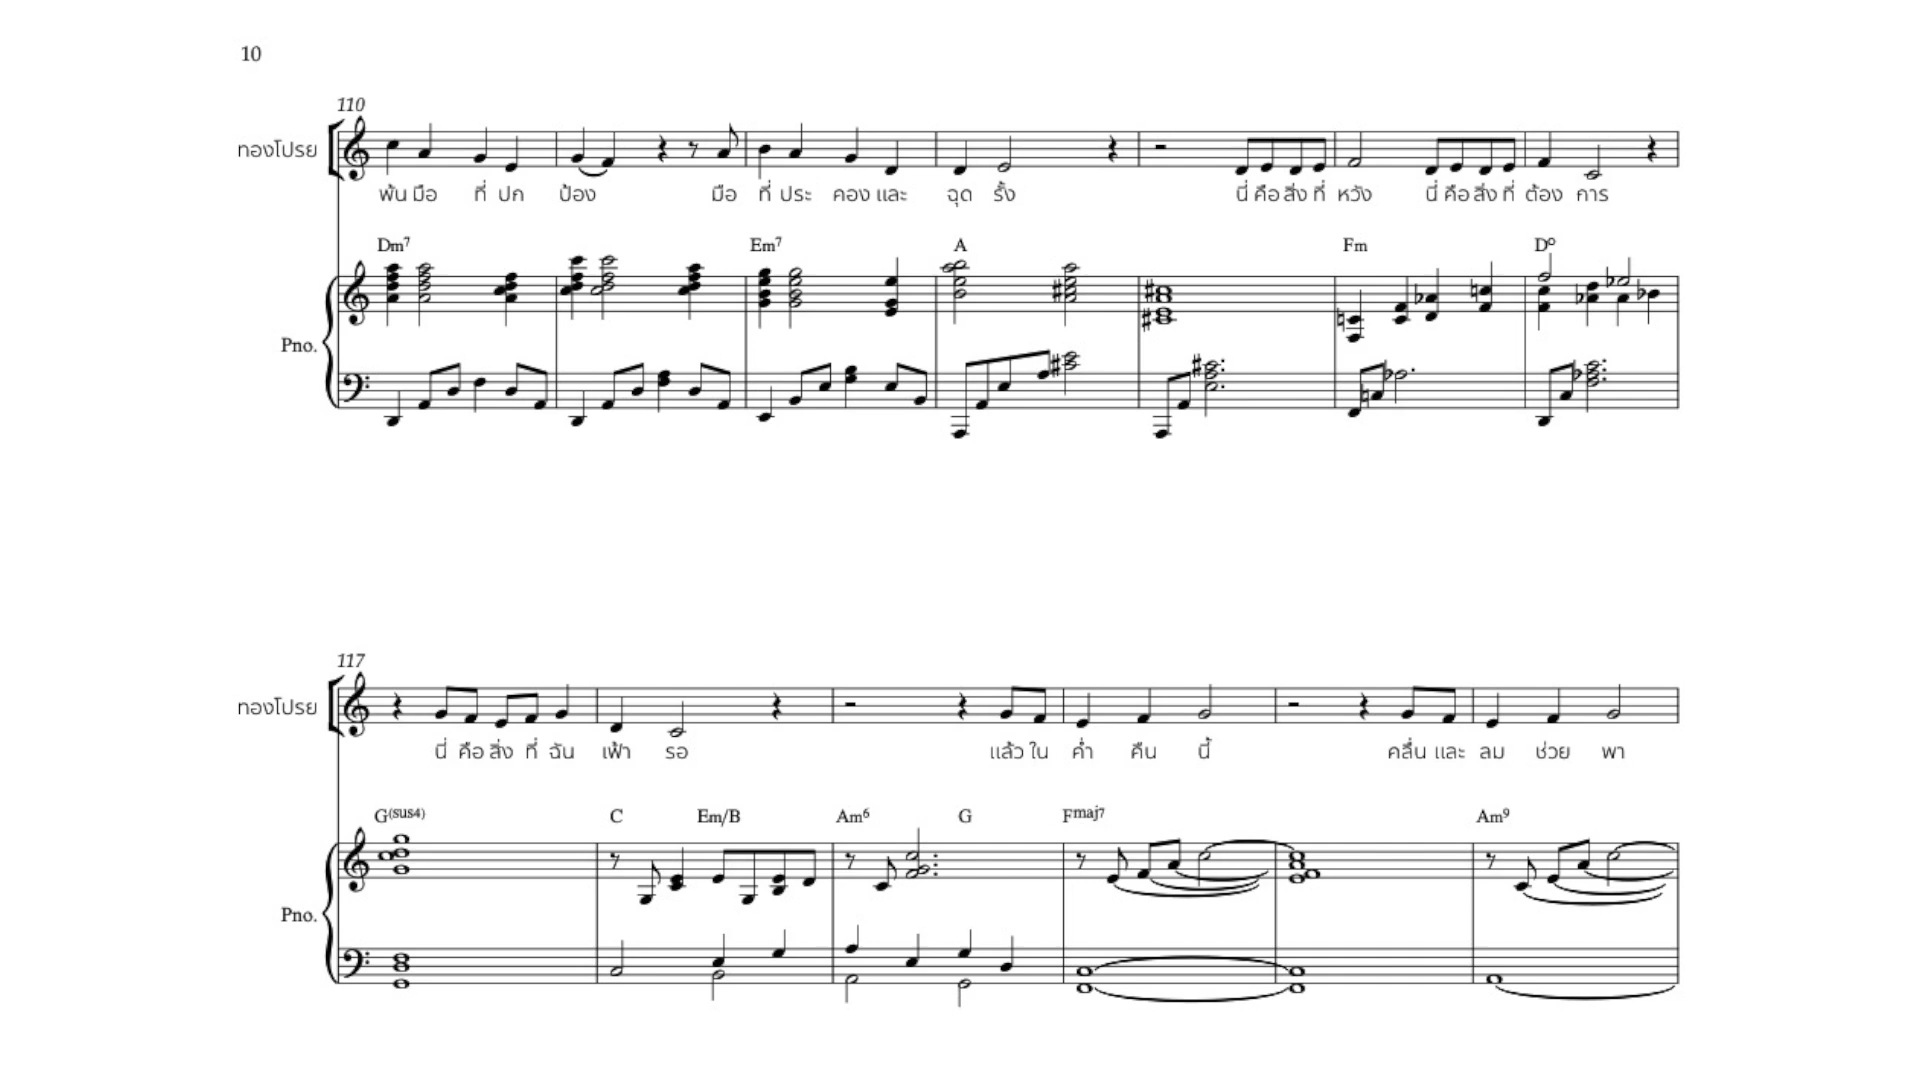 10
110
ทองโปรย
พ้น มือ ที่ ปก ป้อง มือ ที่ ประ คอง และ ฉุด รั้ง นี่ คือ สิ่ง ที่ หวัง นี่ คือ สิ่ง ที่ ต้อง การ
Dm7 Em7 A Fm Do
Pno.
117
ทองโปรย
นี่ คือ สิ่ง ที่ ฉัน เฝ้า รอ แล้ว ใน ค่ำ คืน นี้ คลื่น และ ลม ช่วย พา
G(sus4) C Em/B Am6 G Fmaj7 Am9
Pno.